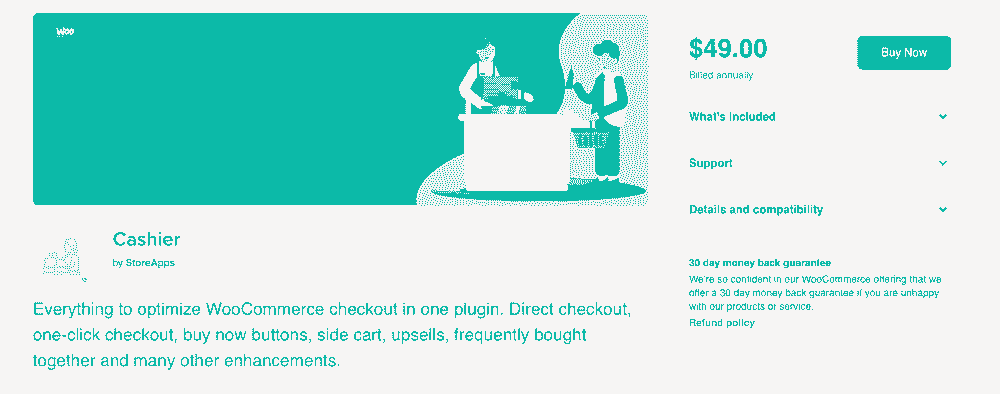 Woo
$49.00
Buy Now
Billed annually
What's Included
Support
Details and compatibility
Cashier
by StoreApps
Everything to optimize WooCommerce checkout in one plugin. Direct checkout,
one-click checkout, buy now buttons, side cart, upsells, frequently bought
together and many other enhancements.
30 day money back guarantee
We're so confident in our WooCommerce offering that we
offer a 30 day money back guarantee if you are unhappy
with our products or service.
Refund policy